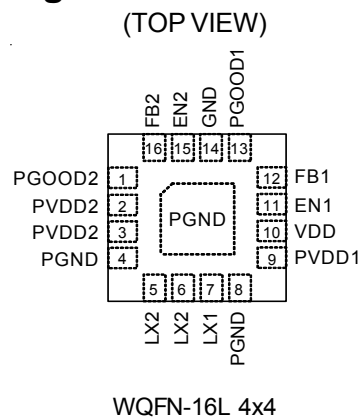 (TOP VIEW)
FB2
EN2
GND
PGOOD1
16 15 14 13
PGOOD2 1
PVDD2 2
PVDD2 3
PGND 4
PGND
12 FB1
11 EN1
10 VDD
9 PVDD1
5 6 7 8
LX2
LX2
LX1
PGND
WQFN-16L 4x4